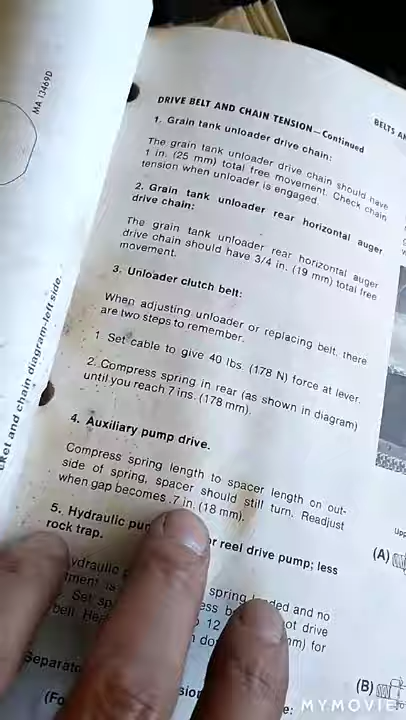 MA 13469D
and chain diagram-left side.
DRIVE BELT AND CHAIN TENSION—Continued
1. Grain tank unloader drive chain:
The grain tank unloader drive chain should have
1 in. (25 mm) total free movement. Check chain
tension when unloader is engaged.
2. Grain tank unloader rear horizontal auger
drive chain:
The grain tank unloader rear horizontal auger
drive chain should have 3/4 in. (19 mm) total free
movement.
3. Unloader clutch belt:
When adjusting unloader or replacing belt, there
are two steps to remember.
1. Set cable to give 40 lbs. (178 N) force at lever.
2. Compress spring in rear (as shown in diagram)
until you reach 7 ins. (178 mm).
4. Auxiliary pump drive.
Compress spring length to spacer length on out-
side of spring, spacer should still turn. Readjust
when gap becomes .7 in. (18 mm).
5. Hydraulic or reel drive pump; less
rock trap.
spring and no
Set drive
12 mm) for
(Fo
BELTS
(A)
(B)
MYMOVIE